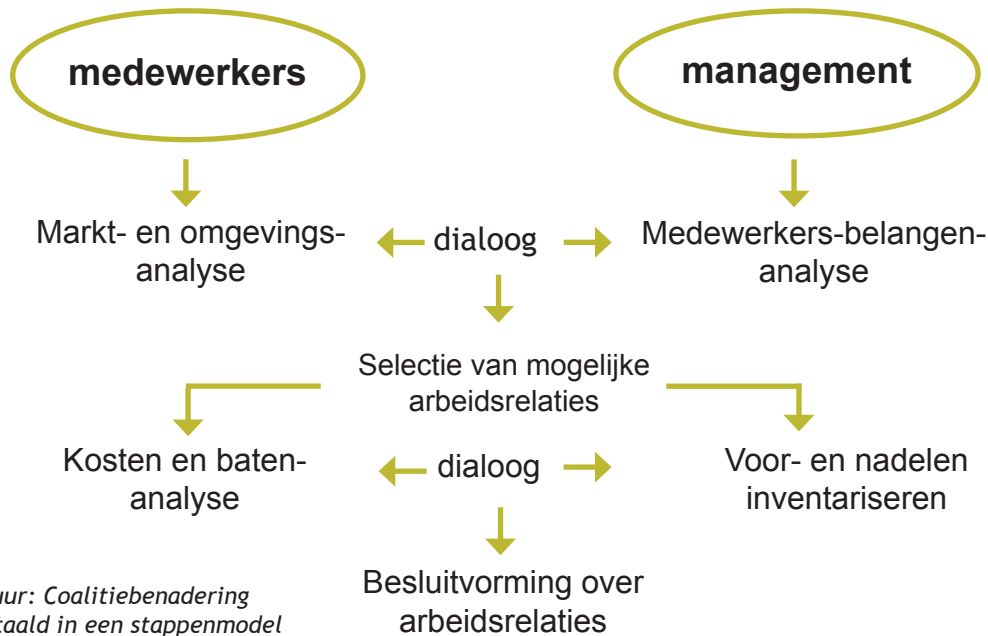 medewerkers
management
Markt- en omgevings-
analyse
dialoog
Medewerkers-belangen-
analyse
Selectie van mogelijke
arbeidsrelaties
Kosten en baten-
analyse
dialoog
Voor- en nadelen
inventariseren
Besluitvorming over
arbeidsrelaties
uur: Coalitiebenadering
taald in een stappenmodel